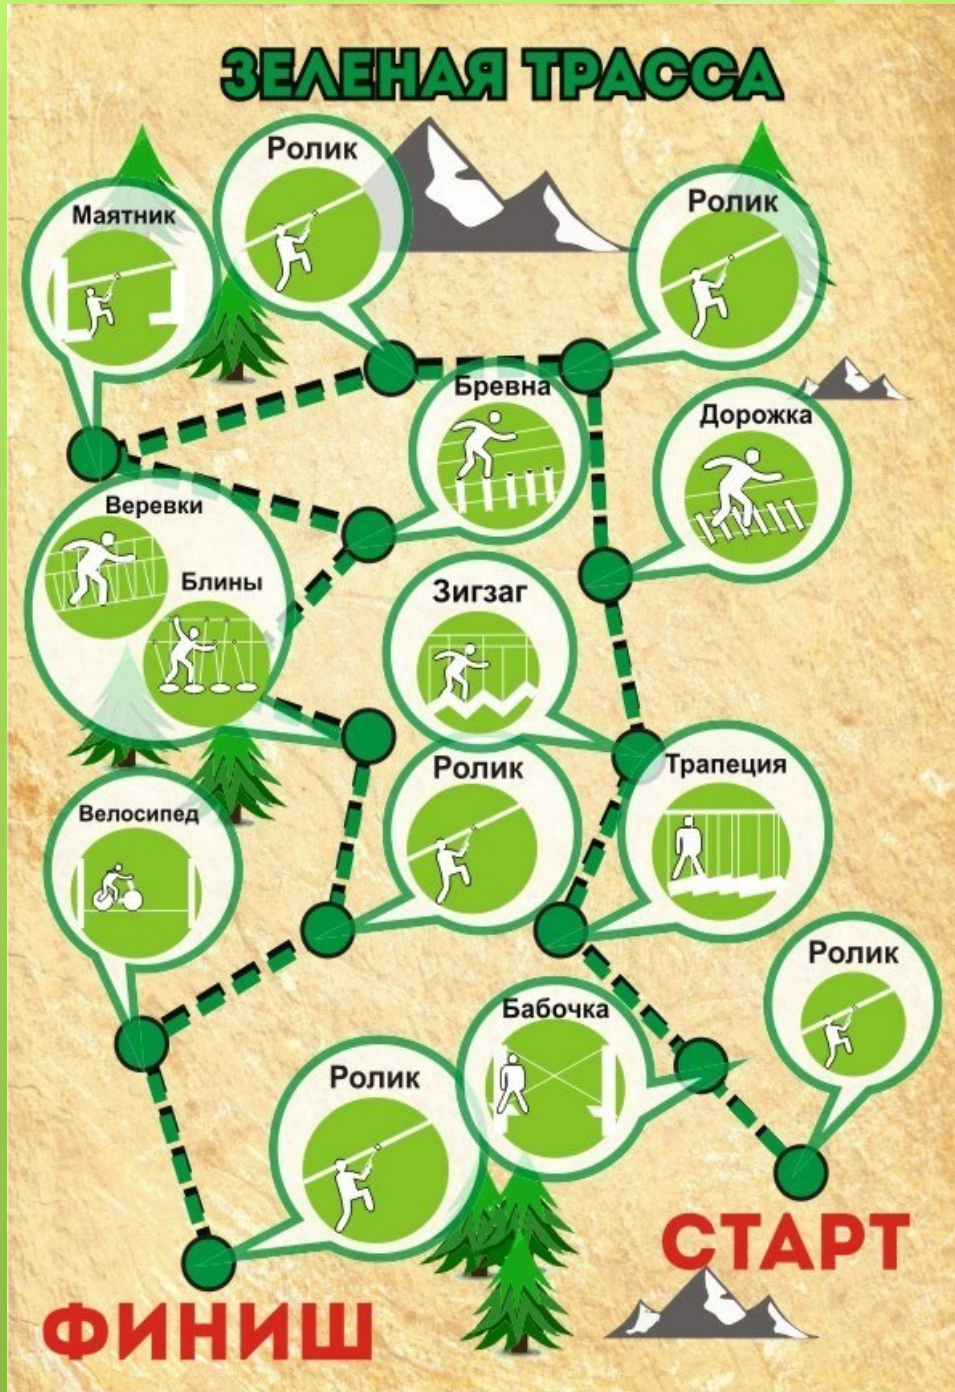 ЗЕЛЕНАЯ ТРАССА
Ролик
Маятник
Ролик
Бревна
Дорожка
Веревки
Блины
Зигзаг
Ролик
Трапеция
Велосипед
Ролик
Бабочка
Ролик
СТАРТ
ФИНИШ